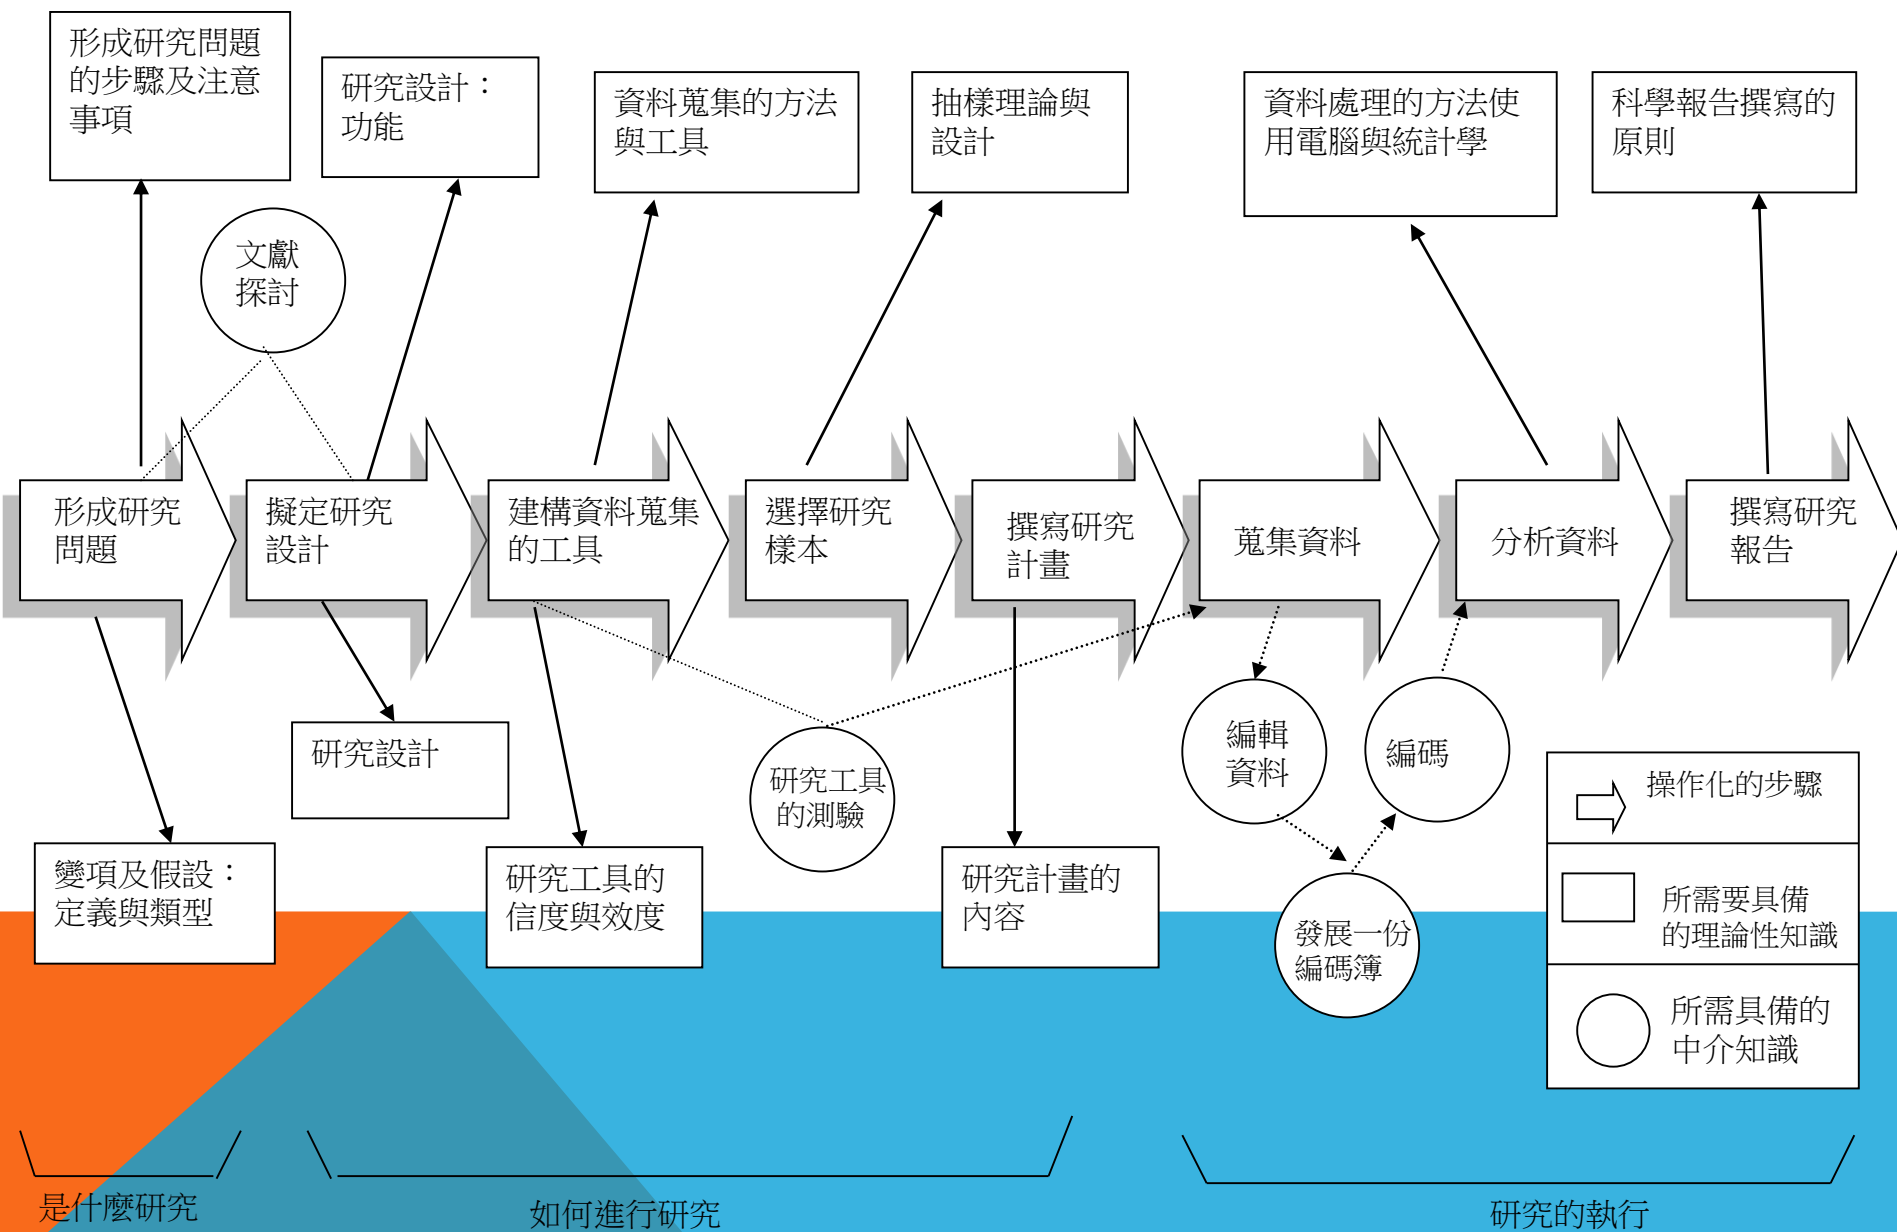 形成研究問題
的步驟及注意
事項
研究設計：
功能
資料蒐集的方法
與工具
抽樣理論與
設計
資料處理的方法使
用電腦與統計學
科學報告撰寫的
原則
文獻
探討
形成研究
問題
擬定研究
設計
建構資料蒐集
的工具
選擇研究
樣本
撰寫研究
計畫
蒐集資料
分析資料
撰寫研究
報告
研究設計
研究工具
的測驗
編輯
資料
編碼
變項及假設：
定義與類型
研究工具的
信度與效度
研究計畫的
內容
發展一份
編碼簿
操作化的步驟
所需要具備
的理論性知識
所需具備的
中介知識
是什麼研究
如何進行研究
研究的執行